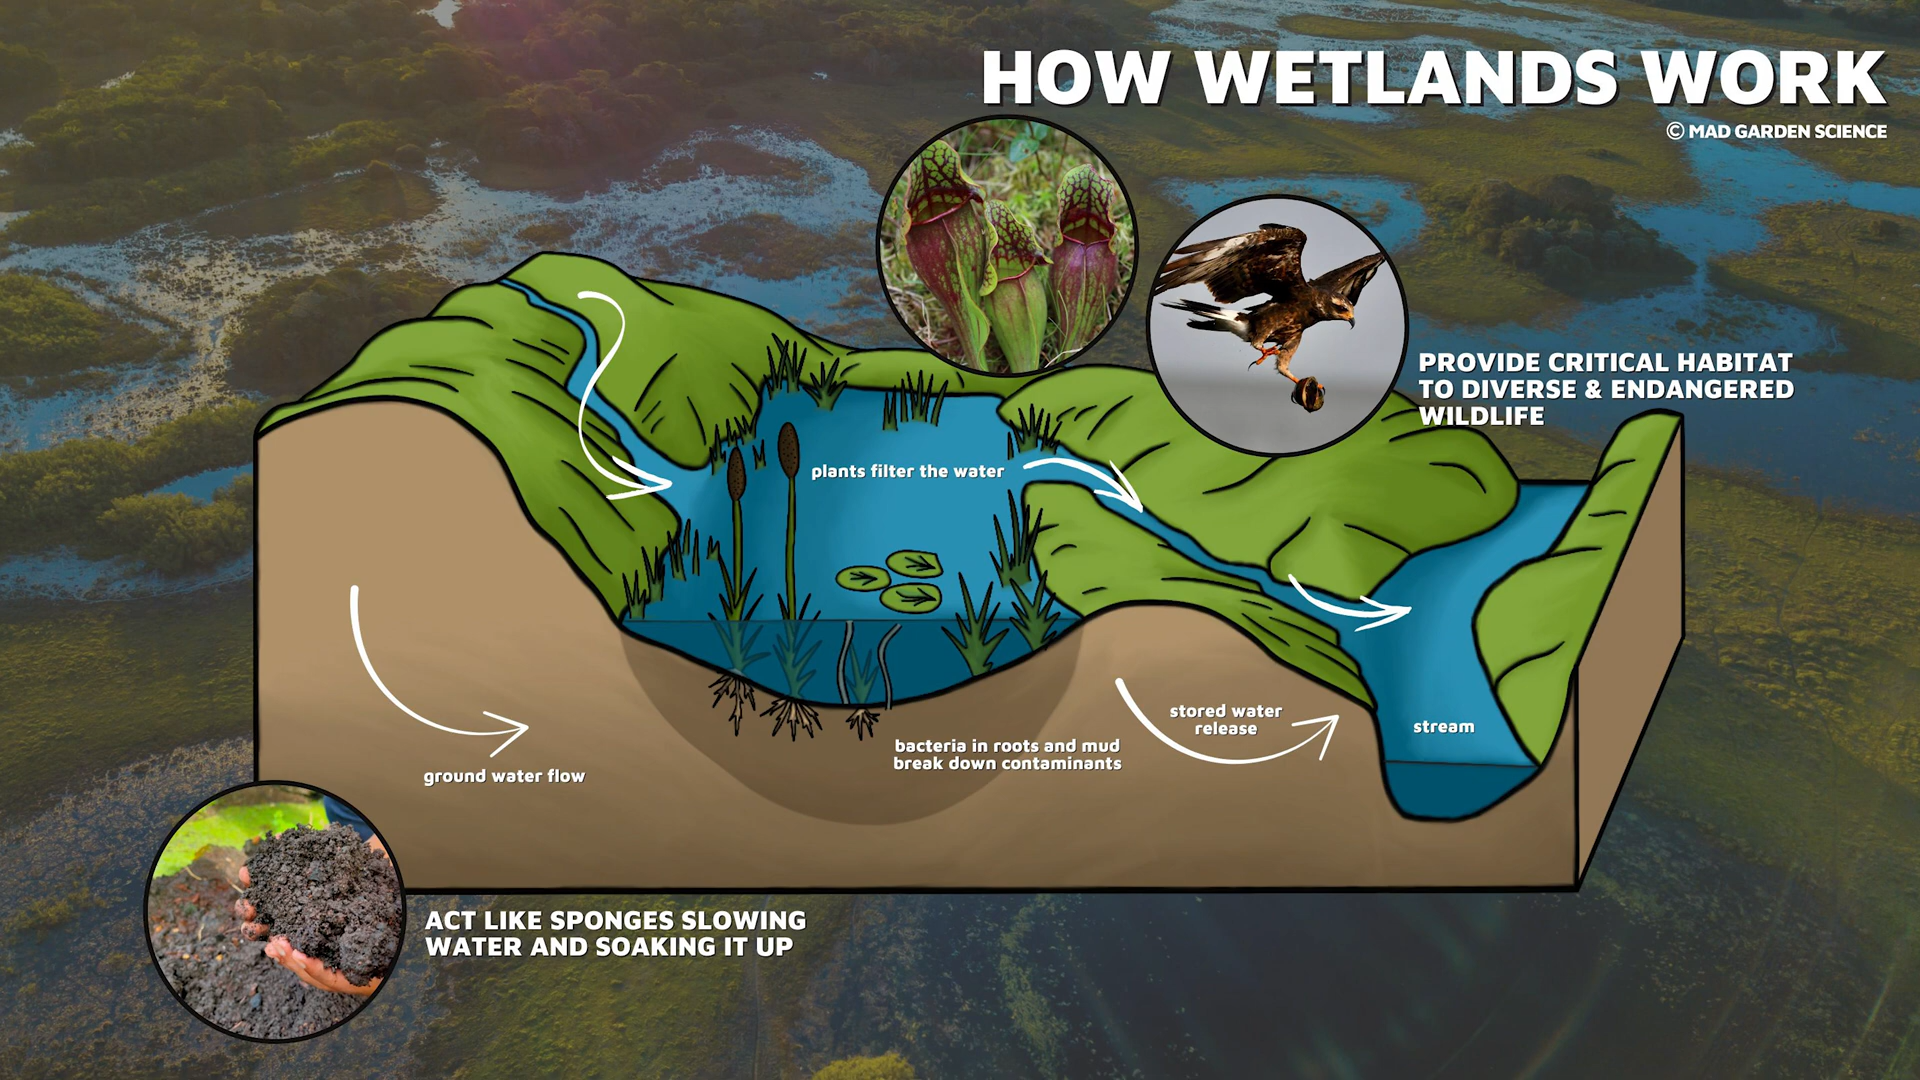 HOW WETLANDS WORK
© MAD GARDEN SCIENCE
PROVIDE CRITICAL HABITAT
TO DIVERSE & ENDANGERED
WILDLIFE
plants filter the water
stored water
release
stream
bacteria in roots and mud
break down contaminants
ground water flow
ACT LIKE SPONGES SLOWING
WATER AND SOAKING IT UP